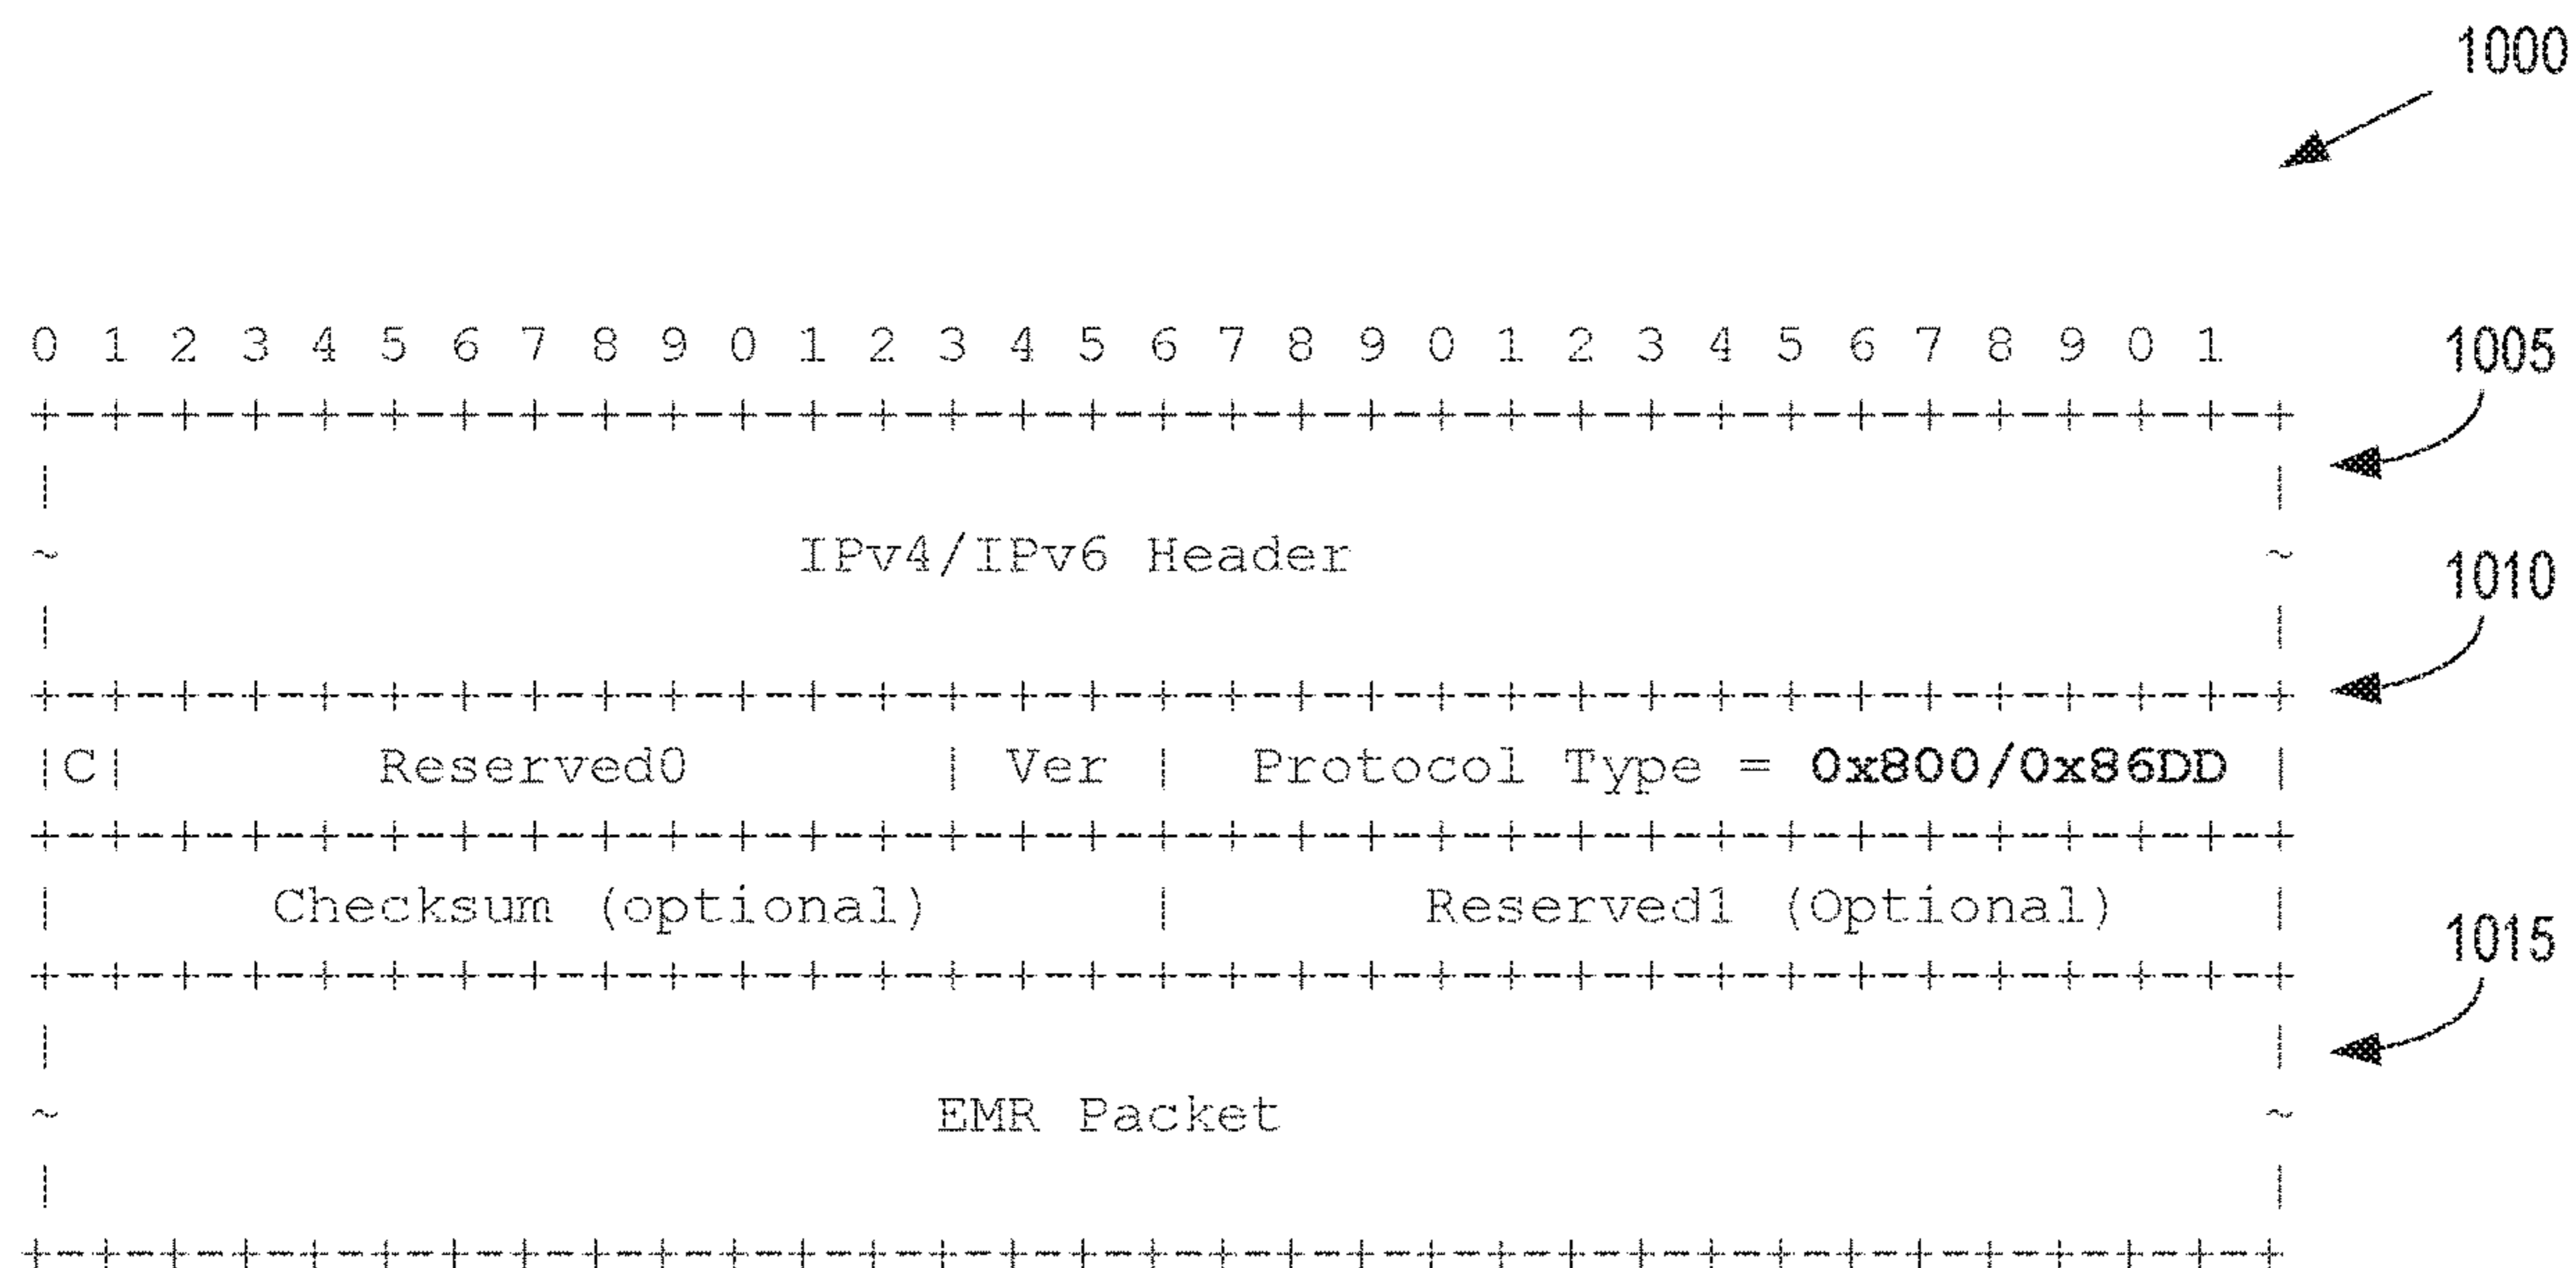 1000
0 1 2 3 4 5 6 7 8 9 0 1 2 3 4 5 6 7 8 9 0 1 2 3 4 5 6 7 8 9 0 1
1005
+-+-+-+-+-+-+-+-+-+-+-+-+-+-+-+-+-+-+-+-+-+-+-+-+-+-+-+-+-+-+-+-+
| |
~ IPv4/IPv6 Header ~
1010
| |
+-+-+-+-+-+-+-+-+-+-+-+-+-+-+-+-+-+-+-+-+-+-+-+-+-+-+-+-+-+-+-+-+
|C| Reserved0 | Ver | Protocol Type = 0x800/0x86DD |
+-+-+-+-+-+-+-+-+-+-+-+-+-+-+-+-+-+-+-+-+-+-+-+-+-+-+-+-+-+-+-+-+
| Checksum (optional) | Reserved1 (Optional) |
1015
+-+-+-+-+-+-+-+-+-+-+-+-+-+-+-+-+-+-+-+-+-+-+-+-+-+-+-+-+-+-+-+-+
| |
~ EMR Packet ~
| |
+-+-+-+-+-+-+-+-+-+-+-+-+-+-+-+-+-+-+-+-+-+-+-+-+-+-+-+-+-+-+-+-+